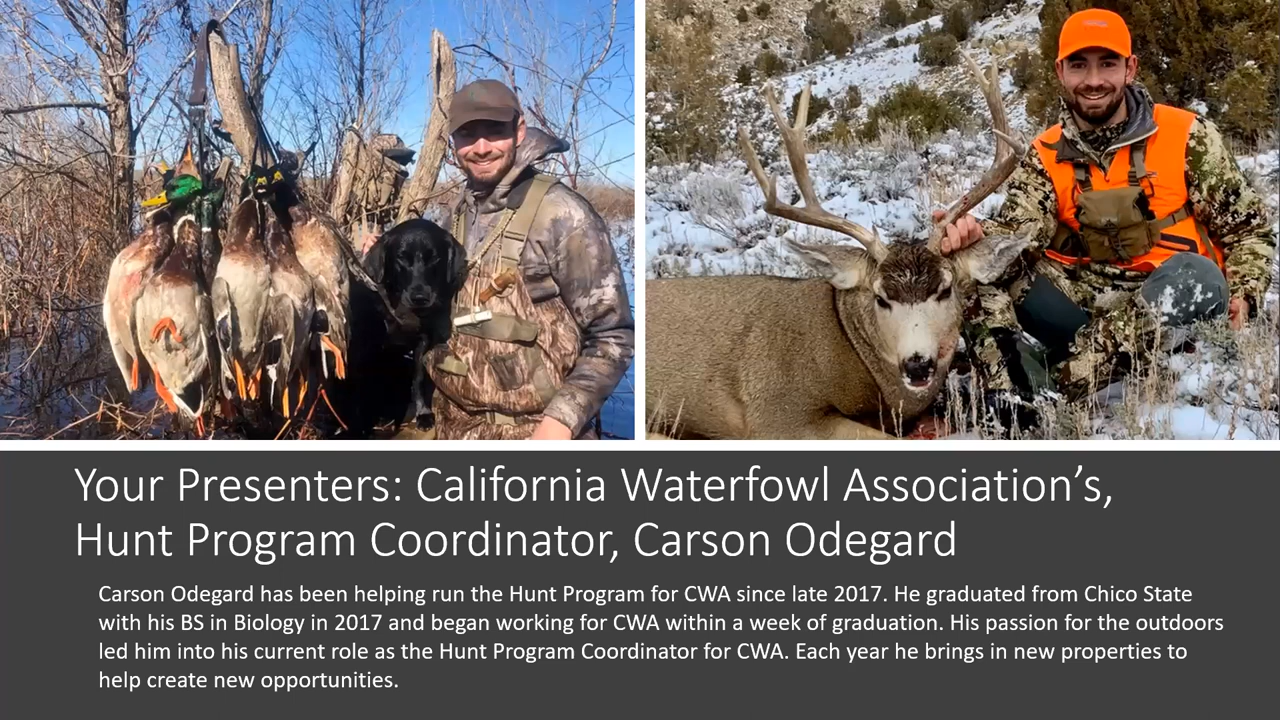 Your Presenters: California Waterfowl Association’s,
Hunt Program Coordinator, Carson Odegard
Carson Odegard has been helping run the Hunt Program for CWA since late 2017. He graduated from Chico State
with his BS in Biology in 2017 and began working for CWA within a week of graduation. His passion for the outdoors
led him into his current role as the Hunt Program Coordinator for CWA. Each year he brings in new properties to
help create new opportunities.